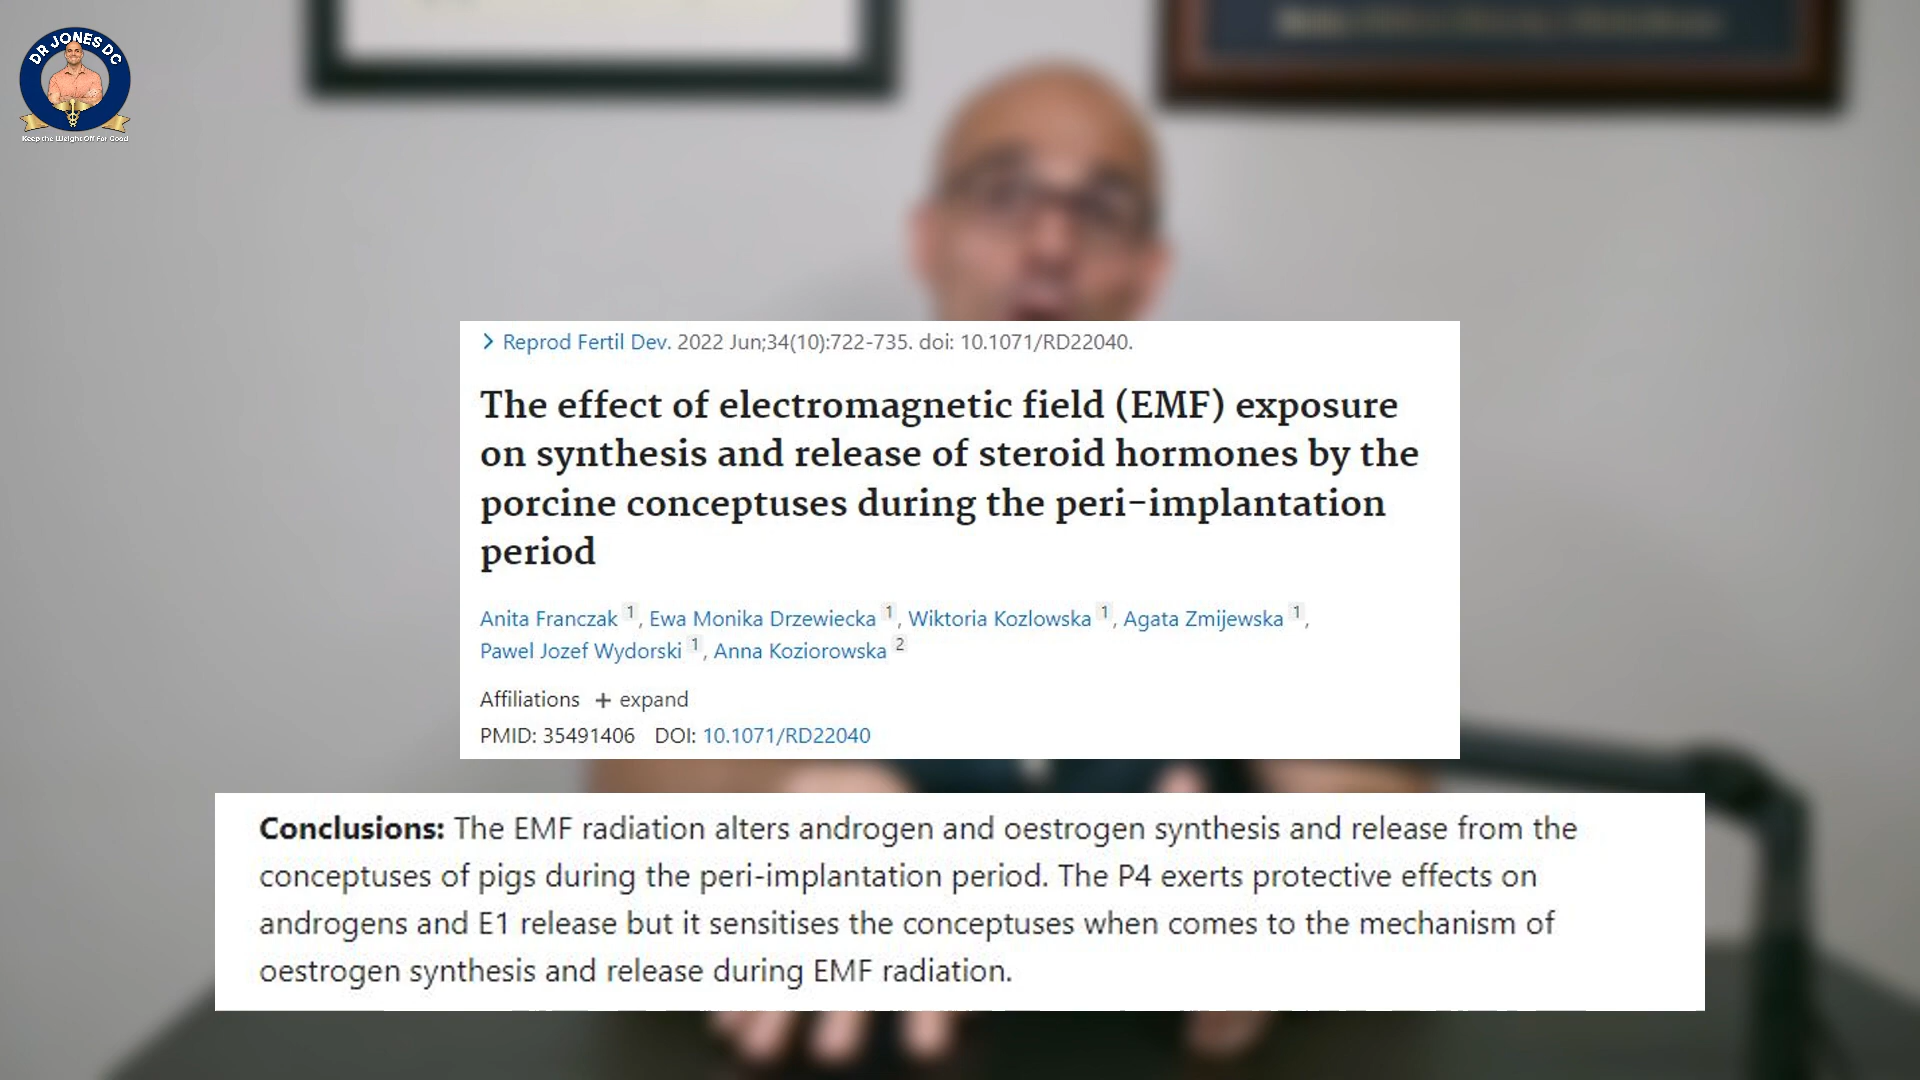 DR JONES DC
Keep the Weight Off For Good
> Reprod Fertil Dev. 2022 Jun;34(10):722-735. doi: 10.1071/RD22040.
The effect of electromagnetic field (EMF) exposure
on synthesis and release of steroid hormones by the
porcine conceptuses during the peri-implantation
period
Anita Franczak 1, Ewa Monika Drzewiecka 1, Wiktoria Kozlowska 1, Agata Zmijewska 1,
Pawel Jozef Wydorski 1, Anna Koziorowska 2
Affiliations + expand
PMID: 35491406 DOI: 10.1071/RD22040
Conclusions: The EMF radiation alters androgen and oestrogen synthesis and release from the
conceptuses of pigs during the peri-implantation period. The P4 exerts protective effects on
androgens and E1 release but it sensitises the conceptuses when comes to the mechanism of
oestrogen synthesis and release during EMF radiation.